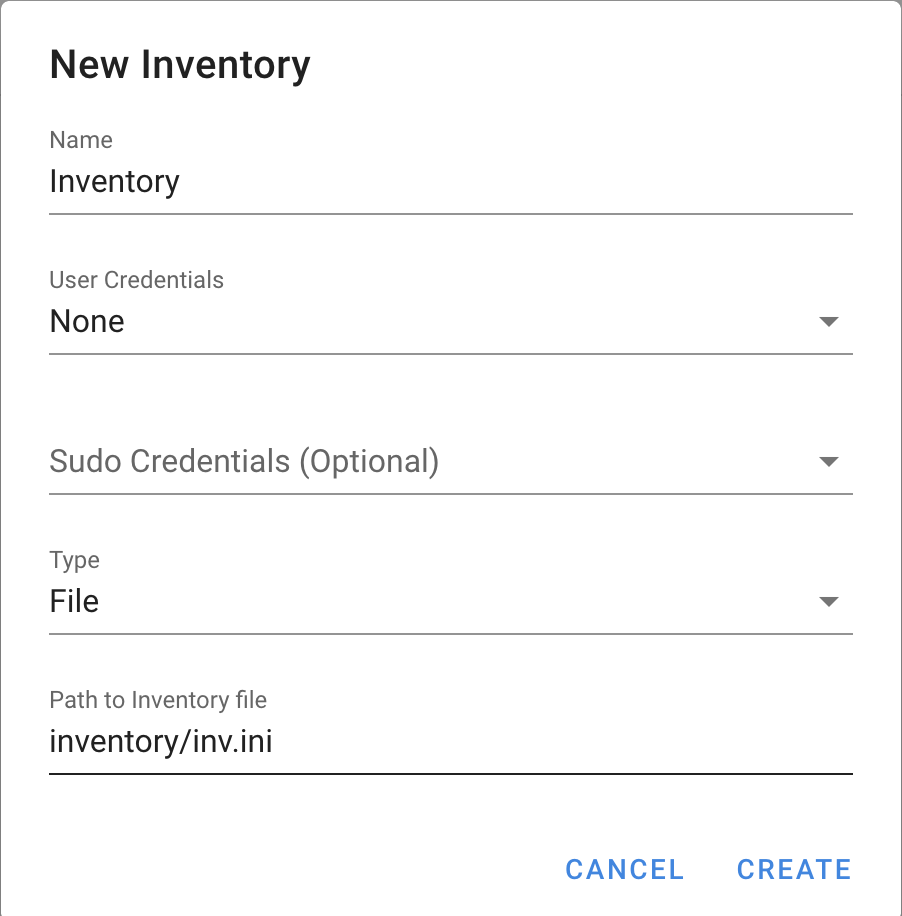 New Inventory
Name
Inventory
User Credentials
None
Sudo Credentials (Optional)
Type
File
Path to Inventory file
inventory/inv.ini
CANCEL CREATE